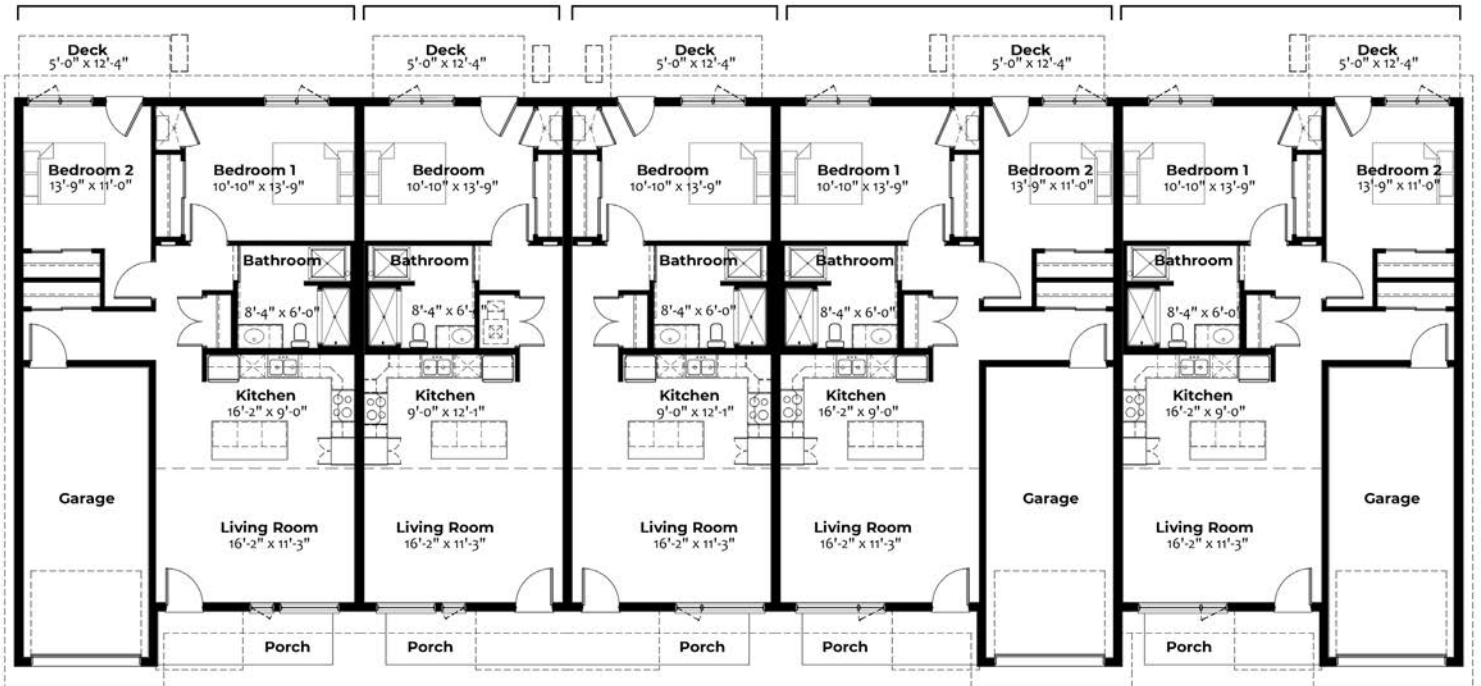 Deck
5'-0" x 12'-4"
Deck
5'-0" x 12'-4"
Deck
5'-0" x 12'-4"
Deck
5'-0" x 12'-4"
Deck
5'-0" x 12'-4"
Bedroom 2
13'-9" x 11'-0"
Bedroom 1
10'-10" x 13'-9"
Bedroom
10'-10" x 13'-9"
Bedroom
10'-10" x 13'-9"
Bedroom 1
10'-10" x 13'-9"
Bedroom 2
13'-9" x 11'-0"
Bedroom 1
10'-10" x 13'-9"
Bedroom 2
13'-9" x 11'-0"
Bathroom
8'-4" x 6'-0"
Bathroom
8'-4" x 6'-4"
Bathroom
8'-4" x 6'-0"
Bathroom
8'-4" x 6'-0"
Bathroom
8'-4" x 6'-0"
Kitchen
16'-2" x 9'-0"
Kitchen
9'-0" x 12'-1"
Kitchen
9'-0" x 12'-1"
Kitchen
16'-2" x 9'-0"
Kitchen
16'-2" x 9'-0"
Garage
Living Room
16'-2" x 11'-3"
Living Room
16'-2" x 11'-3"
Living Room
16'-2" x 11'-3"
Living Room
16'-2" x 11'-3"
Garage
Living Room
16'-2" x 11'-3"
Garage
Porch
Porch
Porch
Porch
Porch